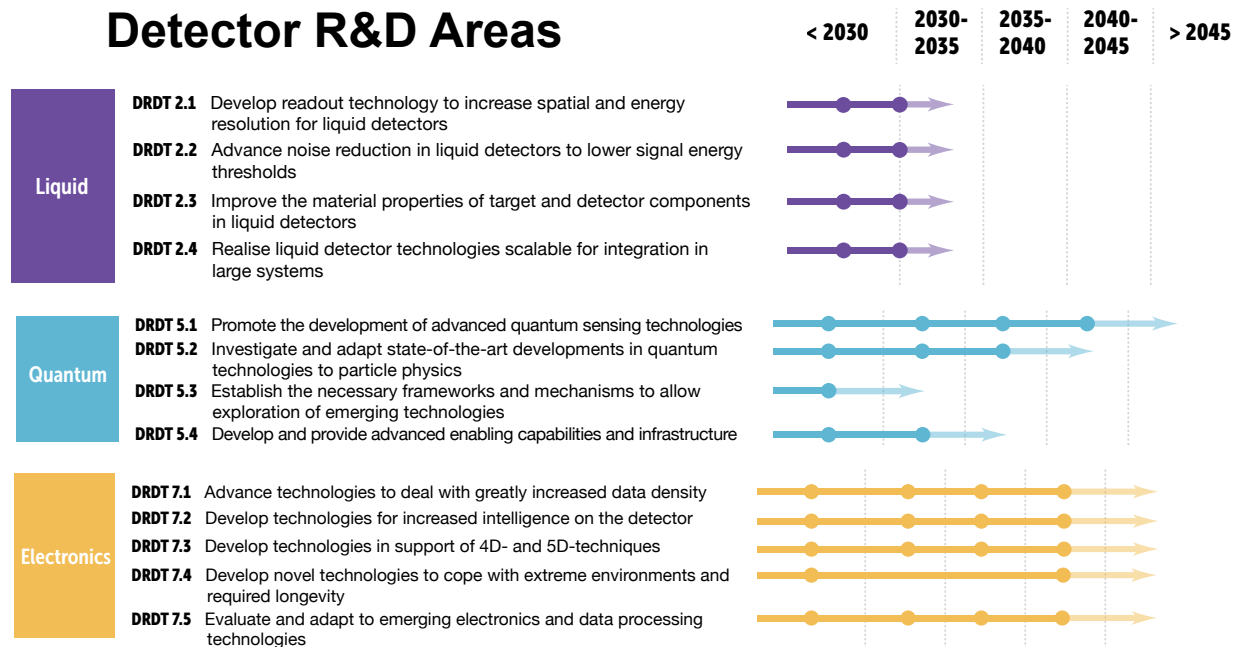 Detector R&D Areas
< 2030
2030-
2035
2035-
2040
2040-
2045
> 2045
Liquid
DRDT 2.1 Develop readout technology to increase spatial and energy
resolution for liquid detectors
DRDT 2.2 Advance noise reduction in liquid detectors to lower signal energy
thresholds
DRDT 2.3 Improve the material properties of target and detector components
in liquid detectors
DRDT 2.4 Realise liquid detector technologies scalable for integration in
large systems
Quantum
DRDT 5.1 Promote the development of advanced quantum sensing technologies
DRDT 5.2 Investigate and adapt state-of-the-art developments in quantum
technologies to particle physics
DRDT 5.3 Establish the necessary frameworks and mechanisms to allow
exploration of emerging technologies
DRDT 5.4 Develop and provide advanced enabling capabilities and infrastructure
Electronics
DRDT 7.1 Advance technologies to deal with greatly increased data density
DRDT 7.2 Develop technologies for increased intelligence on the detector
DRDT 7.3 Develop technologies in support of 4D- and 5D-techniques
DRDT 7.4 Develop novel technologies to cope with extreme environments and
required longevity
DRDT 7.5 Evaluate and adapt to emerging electronics and data processing
technologies